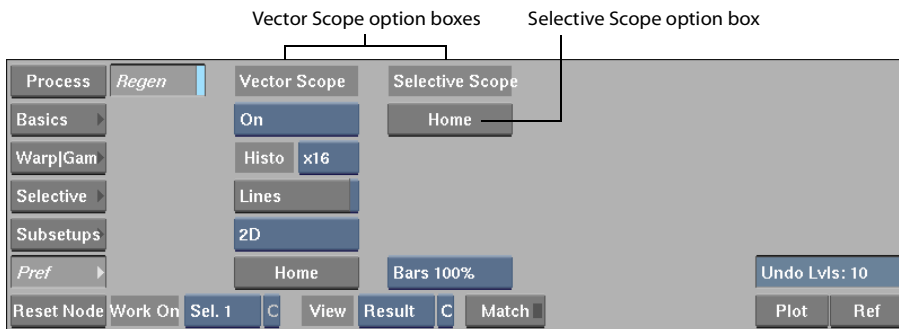 Vector Scope option boxes Selective Scope option box
Process Regen Vector Scope Selective Scope
Basics On Home
Warp|Gam Histo x16
Selective Lines
Subsetups 2D
Pref Home Bars 100% Undo Lvls: 10
Reset Node Work On Sel. 1 C View Result C Match Plot Ref